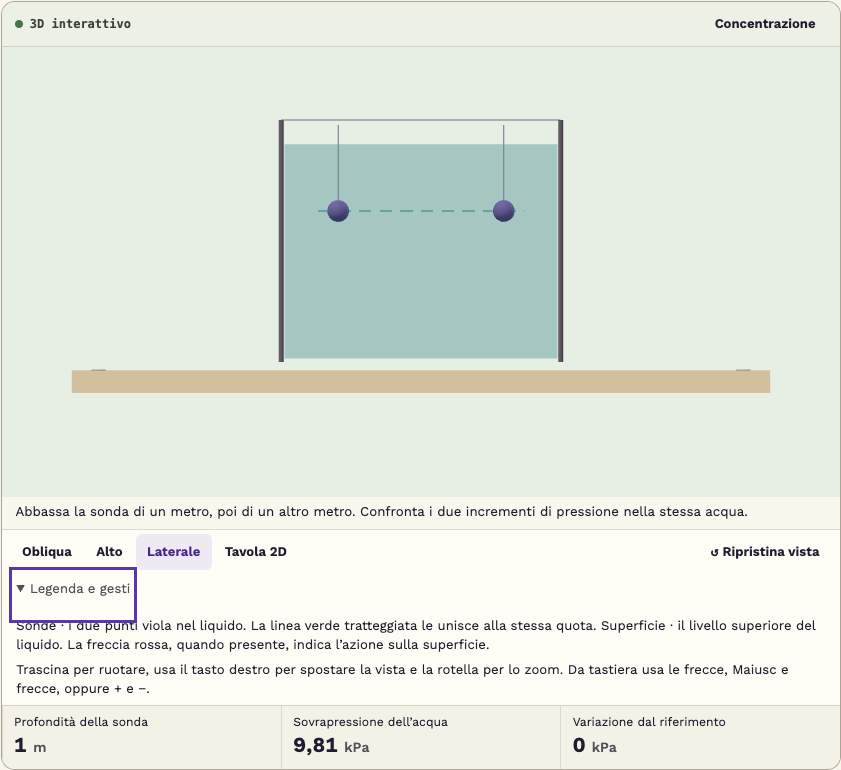 3D interattivo
Concentrazione
Abbassa la sonda di un metro, poi di un altro metro. Confronta i due incrementi di pressione nella stessa acqua.
Obliqua Alto Laterale Tavola 2D ↺ Ripristina vista
▼ Legenda e gesti
Sonde · i due punti viola nel liquido. La linea verde tratteggiata le unisce alla stessa quota. Superficie · il livello superiore del
liquido. La freccia rossa, quando presente, indica l’azione sulla superficie.
Trascina per ruotare, usa il tasto destro per spostare la vista e la rotella per lo zoom. Da tastiera usa le frecce, Maiusc e
frecce, oppure + e −.
Profondità della sonda
1 m
Sovrapressione dell’acqua
9,81 kPa
Variazione dal riferimento
0 kPa